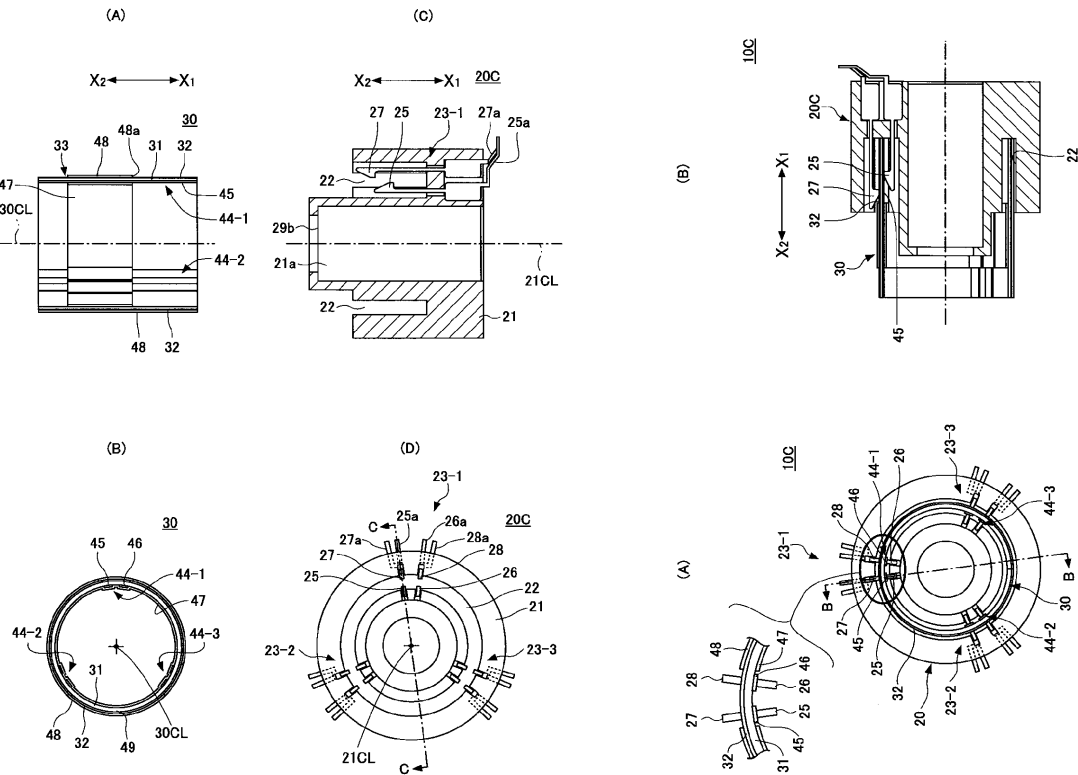 (A)
X2 X1
30
33 48 48a 31 32
47 45
44-1
30CL
44-2
48 32
(C)
X2 X1 20C
27 25 23-1 27a 25a
22
29b
21a
21CL
22 21
10C
(B)
20C
X1
X2
25
27
32
30
45
22
(B)
30
45 46
44-1
47
44-2 44-3
31
48 32 49 30CL
(D)
23-1
C 25a 26a 20C
27a 28a
27 28
25 26
22
21
23-2 23-3
21CL
C
10C
(A)
23-1
28 46 44-1 26 23-3
44-3
B B
27 45 25 32 20 23-2 44-2 30
48 47 46
28 26
27 25
32 31 45